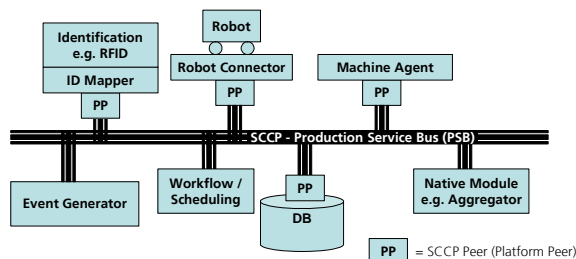 Identification
e.g. RFID
ID Mapper
PP
Robot
Robot Connector
PP
Machine Agent
PP
SCCP - Production Service Bus (PSB)
Event Generator
Workflow /
Scheduling
PP
DB
Native Module
e.g. Aggregator
PP = SCCP Peer (Platform Peer)